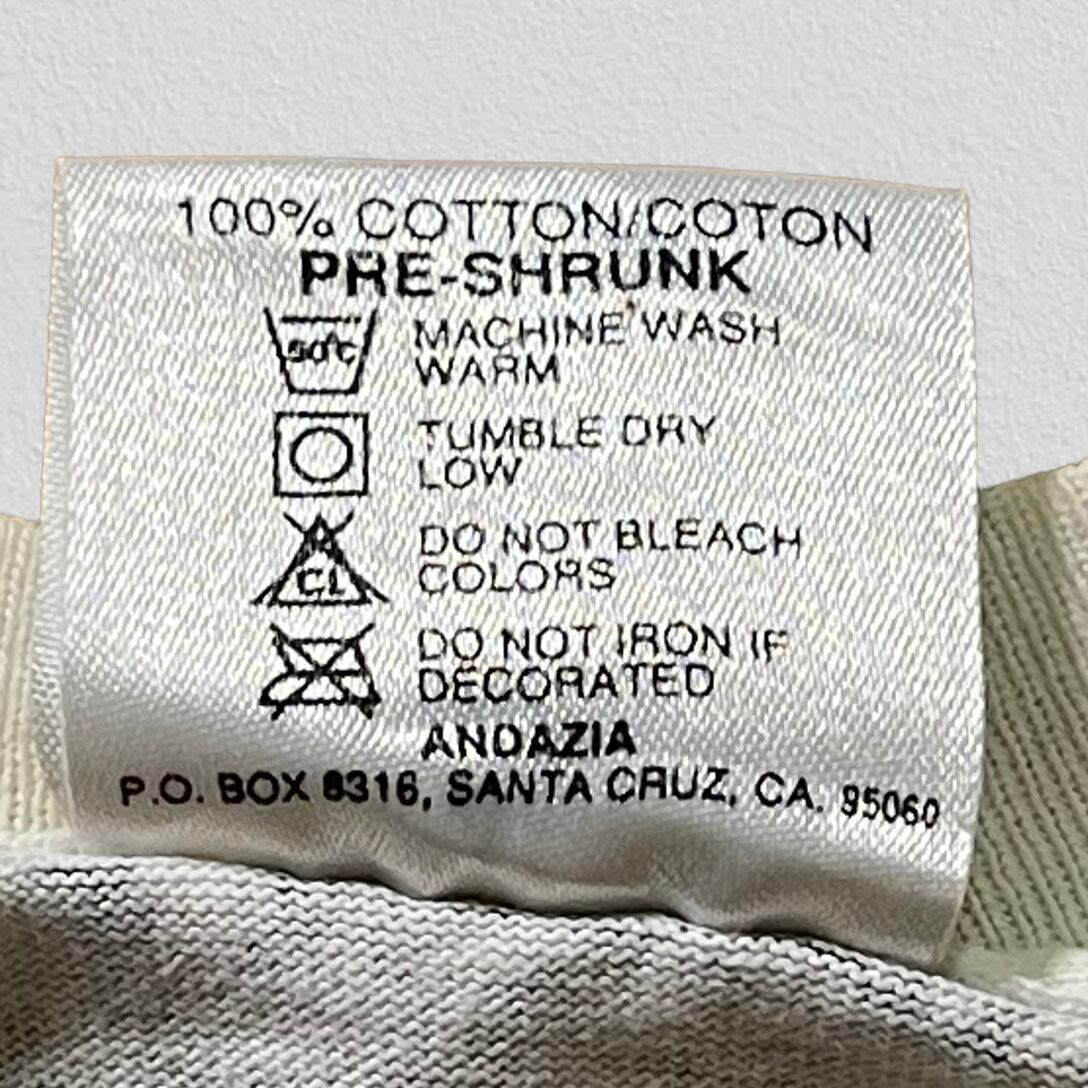 100% COTTON/COTON
PRE-SHRUNK
50°C
MACHINE WASH
WARM
TUMBLE DRY
LOW
CL
DO NOT BLEACH
COLORS
DO NOT IRON IF
DECORATED
ANDAZIA
P.O. BOX 8316, SANTA CRUZ, CA. 95060